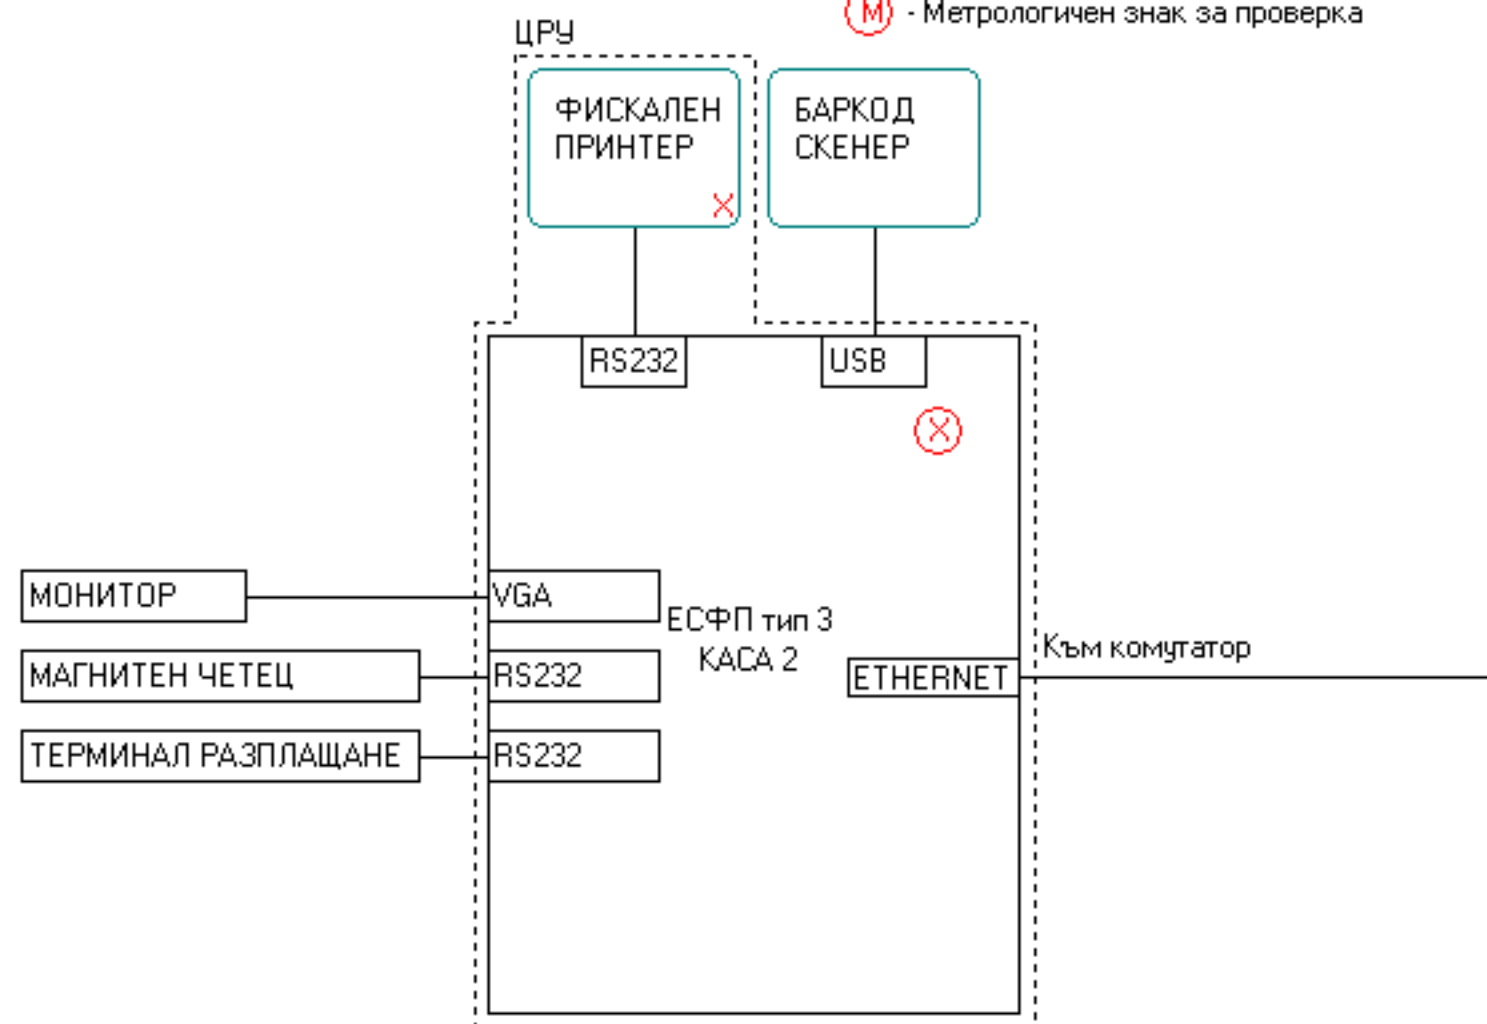 М - Метрологичен знак за проверка
ЦРУ
ФИСКАЛЕН
ПРИНТЕР
X
БАРКОД
СКЕНЕР
RS232
USB
X
МОНИТОР
VGA
ЕСФП тип 3
КАСА 2
Към комутатор
МАГНИТЕН ЧЕТЕЦ
RS232
ETHERNET
ТЕРМИНАЛ РАЗПЛАЩАНЕ
RS232